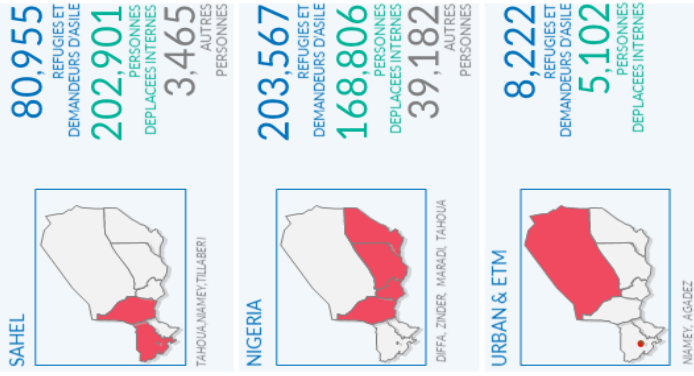 SAHEL
80,955
REFUGIES ET
DEMANDEURS D'ASILE
202,901
PERSONNES
DEPLACEES INTERNES
3,465
AUTRES
PERSONNES
TAHOUA,NIAMEY,TILLABERI
NIGERIA
203,567
REFUGIES ET
DEMANDEURS D'ASILE
168,806
PERSONNES
DEPLACEES INTERNES
39,182
AUTRES
PERSONNES
DIFFA, ZINDER, MARADI, TAHOUA
URBAN & ETM
8,222
REFUGIES ET
DEMANDEURS D'ASILE
5,102
PERSONNES
DEPLACEES INTERNES
NIAMEY, AGADEZ